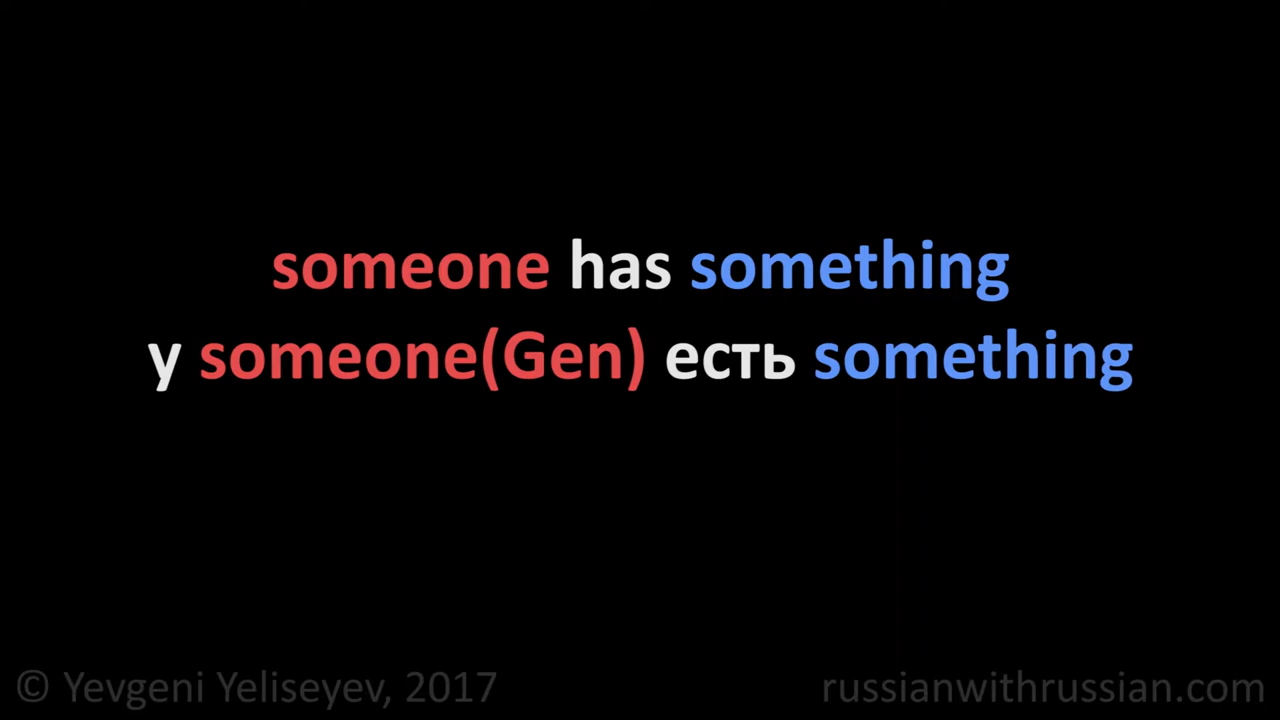 someone has something
у someone(Gen) есть something
© Yevgeni Yeliseyev, 2017
russianwithrussian.com